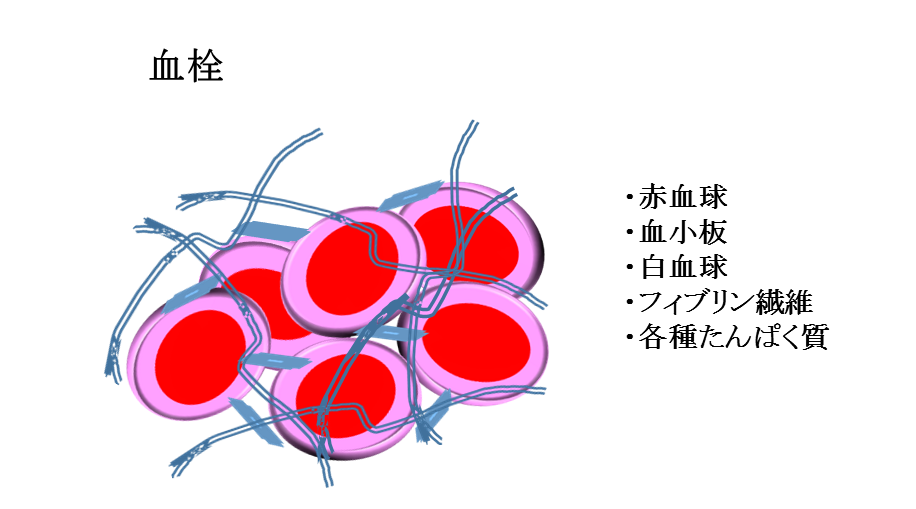 血栓
・赤血球
・血小板
・白血球
・フィブリン繊維
・各種たんぱく質